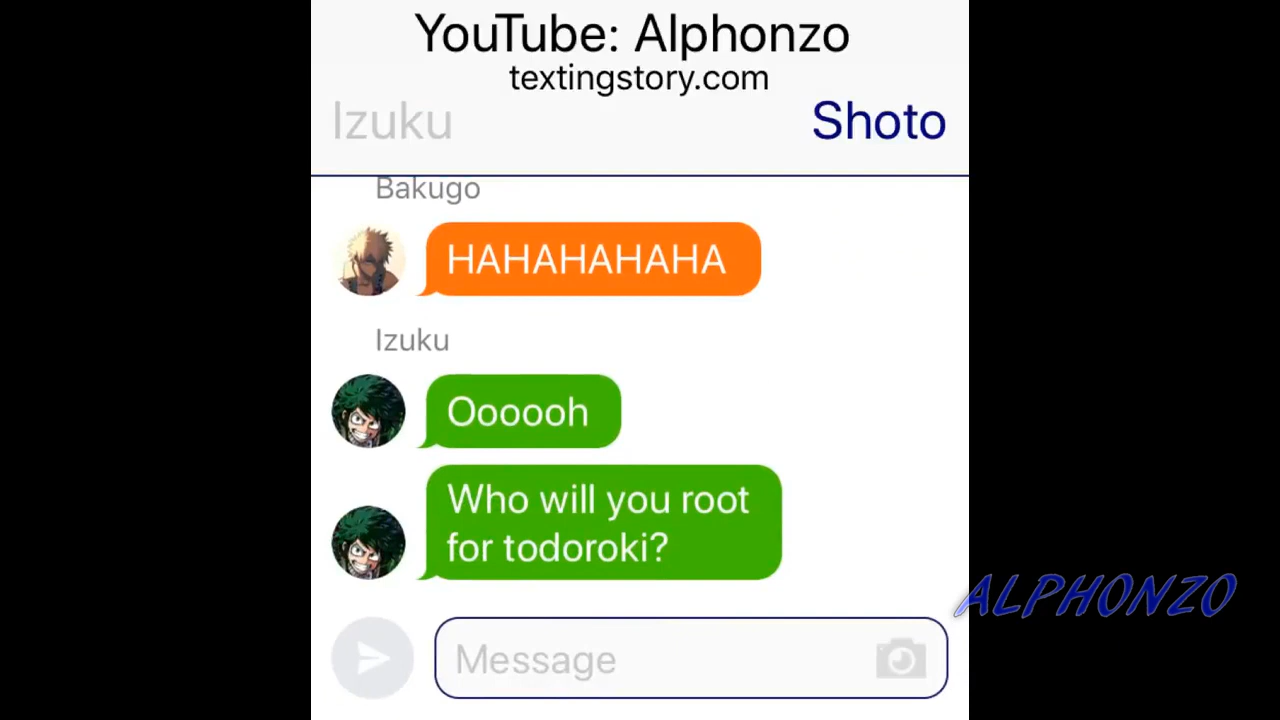 YouTube: Alphonzo
textingstory.com
Izuku
Shoto
Bakugo
HAHAHAHAHA
Izuku
Oooooh
Who will you root
for todoroki?
ALPHONZO
Message